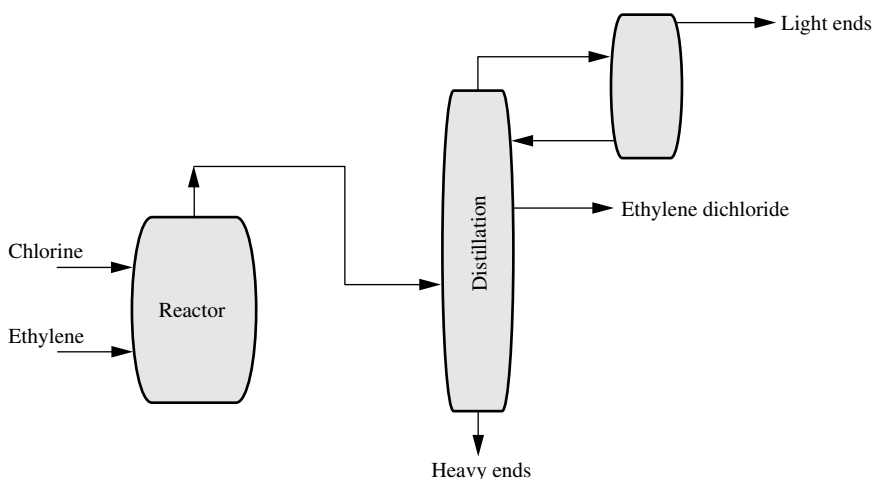 Light ends
Ethylene dichloride
Distillation
Chlorine
Reactor
Ethylene
Heavy ends